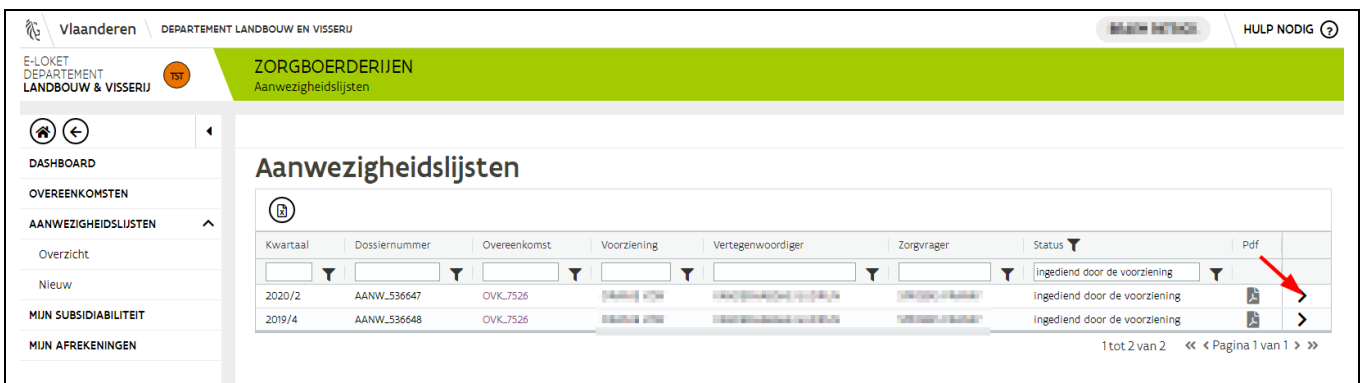 Vlaanderen DEPARTEMENT LANDBOUW EN VISSERIJ HULP NODIG ?
E-LOKET
DEPARTEMENT
LANDBOUW & VISSERIJ
TST
ZORGBOERDERIJEN
Aanwezigheidslijsten
DASHBOARD
OVEREENKOMSTEN
AANWEZIGHEIDSLIJSTEN
Overzicht
Nieuw
MIJN SUBSIDIABILITEIT
MIJN AFREKENINGEN
Aanwezigheidslijsten
Kwartaal Dossiernummer Overeenkomst Voorziening Vertegenwoordiger Zorgvrager Status Pdf
ingediend door de voorziening
2020/2 AANW_536647 OVK_7526 ingediend door de voorziening
2019/4 AANW_536648 OVK_7526 ingediend door de voorziening
1 tot 2 van 2 << < Pagina 1 van 1 > >>